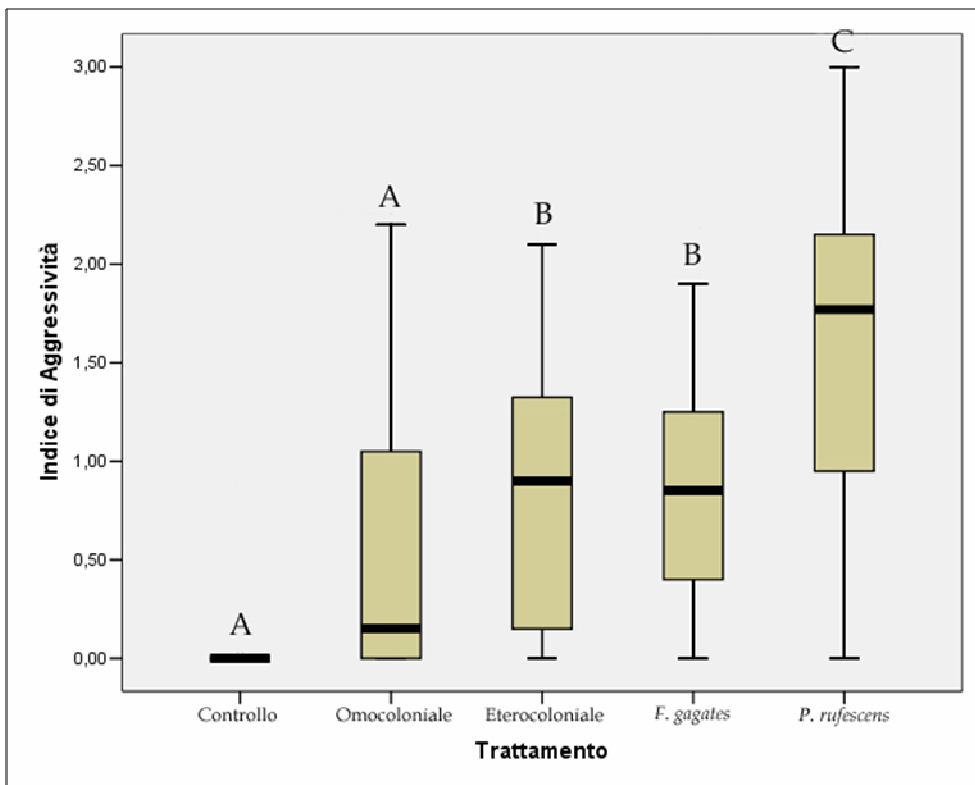 C
3,00
2,50
A
B
B
2,00
1,50
1,00
0,50
A
0,00
Indice di Aggressività
Controllo Omocoloniale Eterocoloniale F. gagates P. rufescens
Trattamento